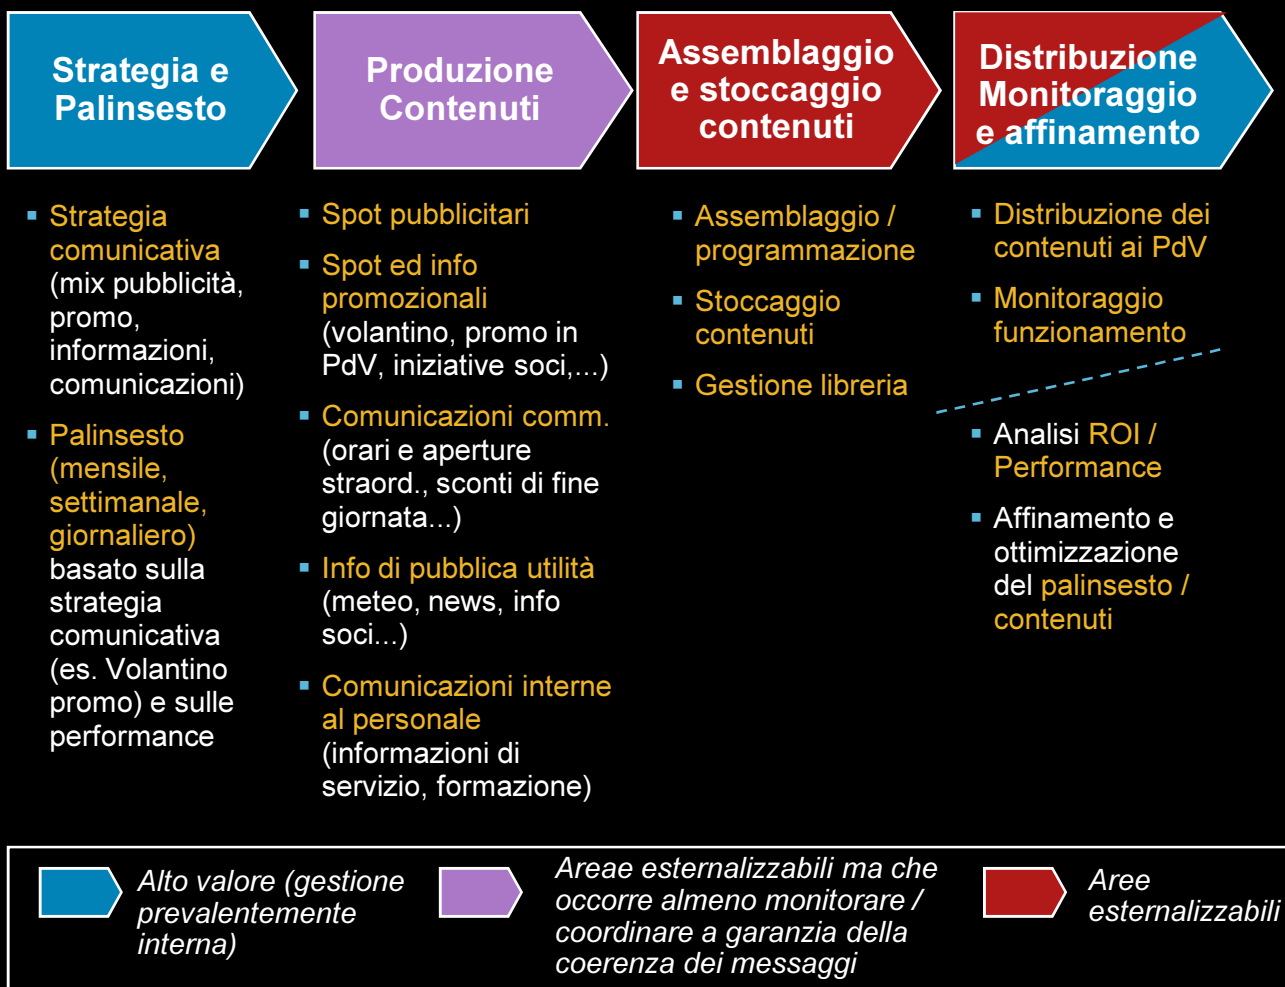 Strategia e
Palinsesto
Produzione
Contenuti
Assemblaggio
e stoccaggio
contenuti
Distribuzione
Monitoraggio
e affinamento
▪ Strategia
comunicativa
(mix pubblicità,
promo,
informazioni,
comunicazioni)
▪ Palinsesto
(mensile,
settimanale,
giornaliero)
basato sulla
strategia
comunicativa
(es. Volantino
promo) e sulle
performance
▪ Spot pubblicitari
▪ Spot ed info
promozionali
(volantino, promo in
PdV, iniziative soci,...)
▪ Comunicazioni comm.
(orari e aperture
straord., sconti di fine
giornata...)
▪ Info di pubblica utilità
(meteo, news, info
soci...)
▪ Comunicazioni interne
al personale
(informazioni di
servizio, formazione)
▪ Assemblaggio /
programmazione
▪ Stoccaggio
contenuti
▪ Gestione libreria
▪ Distribuzione dei
contenuti ai PdV
▪ Monitoraggio
funzionamento
▪ Analisi ROI /
Performance
▪ Affinamento e
ottimizzazione
del palinsesto /
contenuti
Alto valore (gestione
prevalentemente
interna)
Areae esternalizzabili ma che
occorre almeno monitorare /
coordinare a garanzia della
coerenza dei messaggi
Aree
esternalizzabili